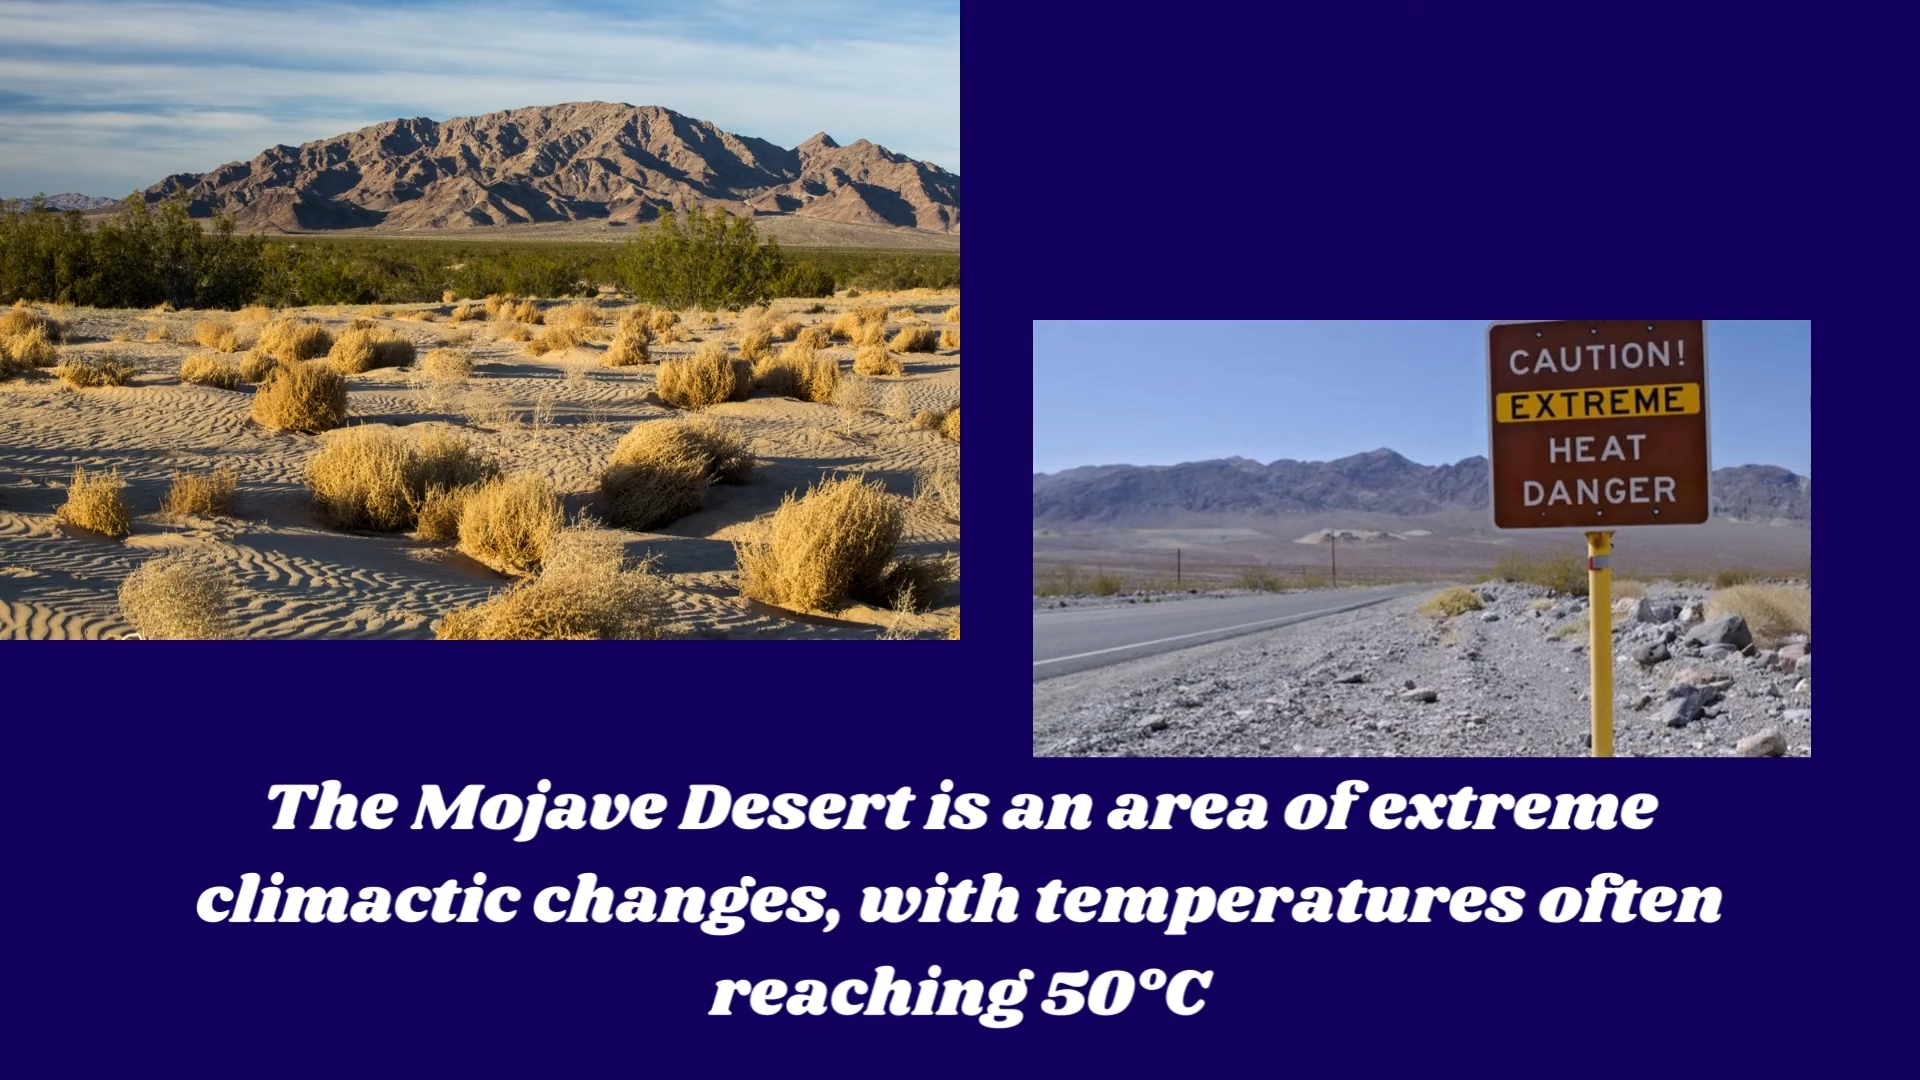 CAUTION!
EXTREME
HEAT
DANGER
The Mojave Desert is an area of extreme
climactic changes, with temperatures often
reaching 50°C